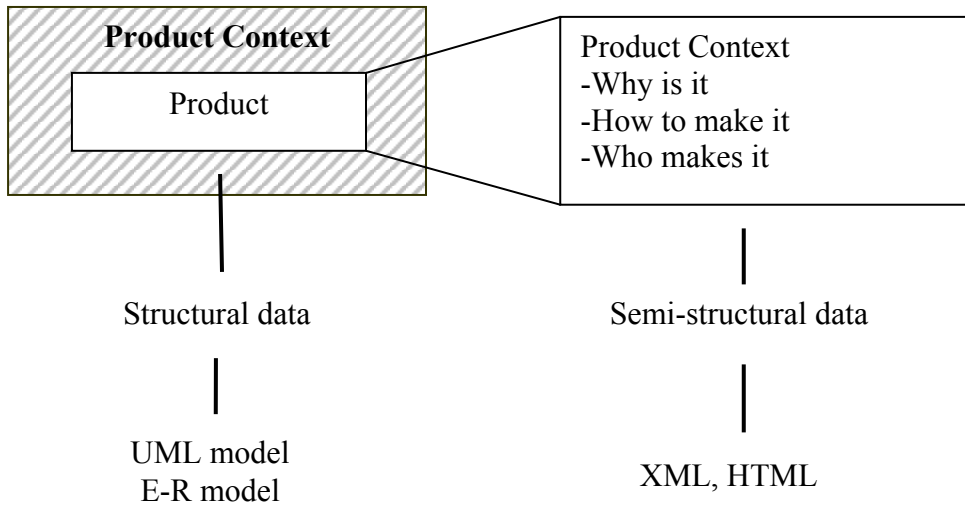 Product Context
Product
Structural data
UML model
E-R model
Product Context
-Why is it
-How to make it
-Who makes it
Semi-structural data
XML, HTML